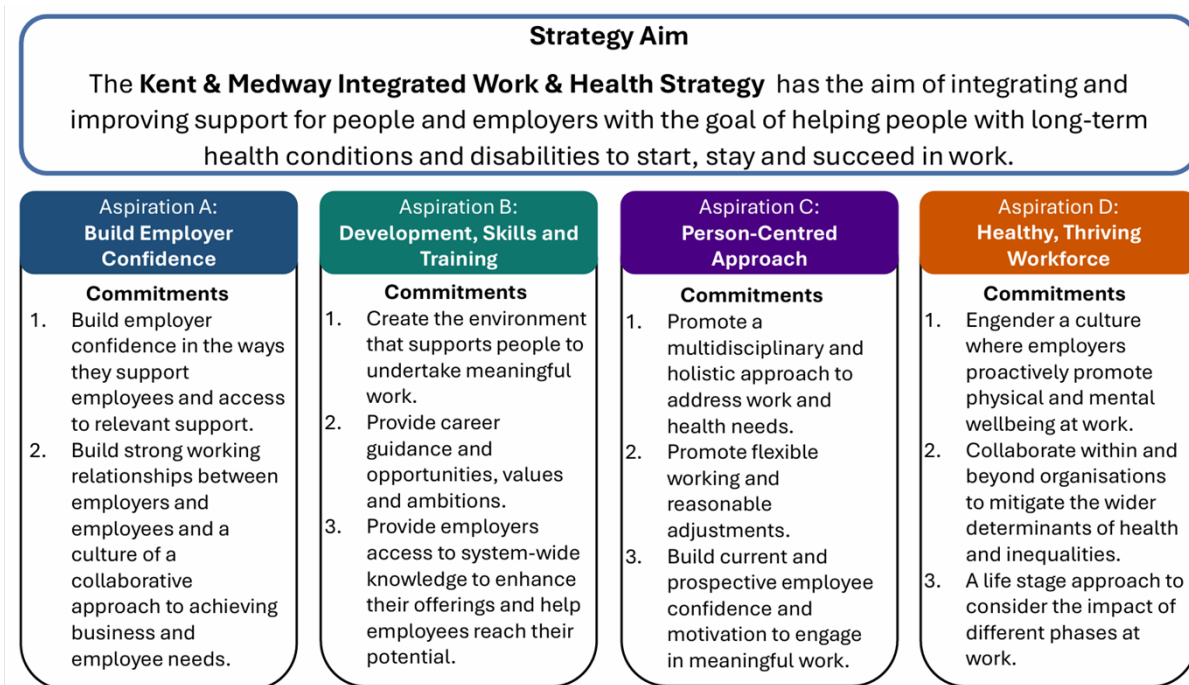 Strategy Aim
The Kent & Medway Integrated Work & Health Strategy has the aim of integrating and
improving support for people and employers with the goal of helping people with long-term
health conditions and disabilities to start, stay and succeed in work.
Aspiration A:
Build Employer
Confidence
Commitments
1. Build employer
confidence in the ways
they support
employees and access
to relevant support.
2. Build strong working
relationships between
employers and
employees and a
culture of a
collaborative
approach to achieving
business and
employee needs.
Aspiration B:
Development, Skills and
Training
Commitments
1. Create the environment
that supports people to
undertake meaningful
work.
2. Provide career
guidance and
opportunities, values
and ambitions.
3. Provide employers
access to system-wide
knowledge to enhance
their offerings and help
employees reach their
potential.
Aspiration C:
Person-Centred
Approach
Commitments
1. Promote a
multidisciplinary and
holistic approach to
address work and
health needs.
2. Promote flexible
working and
reasonable
adjustments.
3. Build current and
prospective employee
confidence and
motivation to engage
in meaningful work.
Aspiration D:
Healthy, Thriving
Workforce
Commitments
1. Engender a culture
where employers
proactively promote
physical and mental
wellbeing at work.
2. Collaborate within and
beyond organisations
to mitigate the wider
determinants of health
and inequalities.
3. A life stage approach to
consider the impact of
different phases at
work.